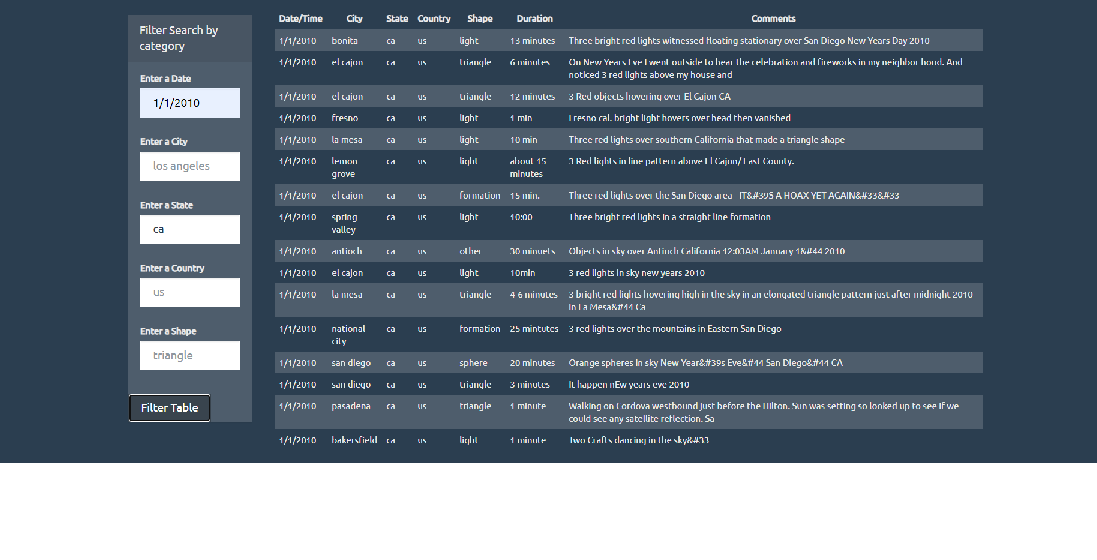 Filter Search by
category
Enter a Date
1/1/2010
Enter a City
los angeles
Enter a State
ca
Enter a Country
us
Enter a Shape
triangle
Filter Table
Date/Time City State Country Shape Duration Comments
1/1/2010 bonita ca us light 13 minutes Three bright red lights witnessed floating stationary over San Diego New Years Day 2010
1/1/2010 el cajon ca us triangle 6 minutes On New Years Eve I went outside to hear the celebration and fireworks in my neighbor hood. And
noticed 3 red lights above my house and
1/1/2010 el cajon ca us triangle 12 minutes 3 Red objects hovering over El Cajon CA
1/1/2010 fresno ca us light 1 min Fresno cal. bright light hovers over head then vanished
1/1/2010 la mesa ca us light 10 min Three red lights over southern California that made a triangle shape
1/1/2010 lemon ca us light about 15 3 Red lights in line pattern above El Cajon/ East County.
grove minutes
1/1/2010 el cajon ca us formation 15 min. Three red lights over the San Diego area - IT&#39S A HOAX YET AGAIN&#33&#33
1/1/2010 spring ca us light 10:00 Three bright red lights in a straight line formation
valley
1/1/2010 antioch ca us other 30 minuets Objects in sky over Antioch California 12:03AM January 1&#44 2010
1/1/2010 el cajon ca us light 10min 3 red lights in sky new years 2010
1/1/2010 la mesa ca us triangle 4-6 minutes 3 bright red lights hovering high in the sky in an elongated triangle pattern just after midnight 2010
in La Mesa&#44 Ca
1/1/2010 national ca us formation 25 mintutes 3 red lights over the mountains in Eastern San Diego
city
1/1/2010 san diego ca us sphere 20 minutes Orange spheres in sky New Year&#39s Eve&#44 San Diego&#44 CA
1/1/2010 san diego ca us triangle 3 minutes It happen nEw years eve 2010
1/1/2010 pasadena ca us triangle 1 minute Walking on Cordova westbound just before the Hilton. Sun was setting so looked up to see if we
could see any satellite reflection. Sa
1/1/2010 bakersfield ca us light 1 minute Two Crafts dancing in the sky&#33